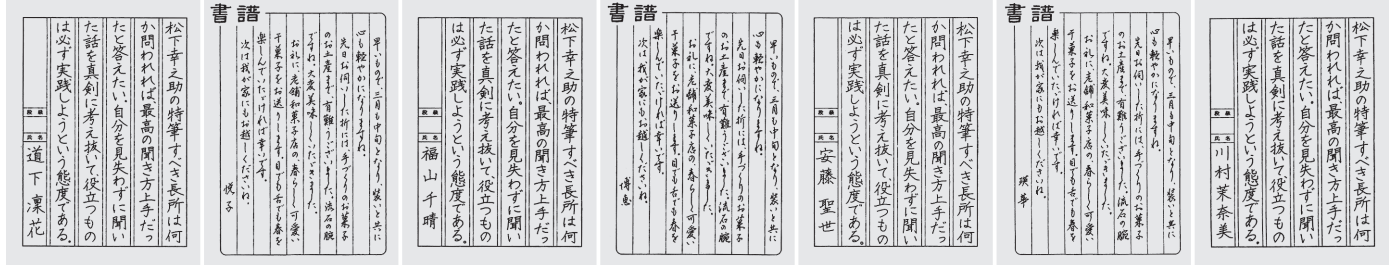 松下幸之助の特筆すべき長所は何
か問われれば、最高の聞き方上手だっ
たと答えたい。自分を見失わずに聞い
た話を真剣に考え抜いて、役立つもの
は必ず実践しようという態度である。
段級
氏名
道下凜花
書譜
早いもので、三月も中旬となり、装いと共に
心も軽やかになりますね。
先日お伺いした折には、手づくりのお菓子
のお土産まで有難うございました。流石の腕
ですね。大変美味しくいただきました。
お礼に、老舗和菓子店の春らしく可愛い
干菓子をお送りします。目でも舌でも春を
楽しんでいただければ幸いです。
次は我が家にもお越しくださいね。
悦子
松下幸之助の特筆すべき長所は何
か問われれば、最高の聞き方上手だっ
たと答えたい。自分を見失わずに聞い
た話を真剣に考え抜いて、役立つもの
は必ず実践しようという態度である。
段級
氏名
福山千晴
書譜
早いもので、三月も中旬となり、装いと共に
心も軽やかになりますね。
先日お伺いした折には、手づくりのお菓子
のお土産まで有難うございました。流石の腕
ですね。大変美味しくいただきました。
お礼に、老舗和菓子店の春らしく可愛い
干菓子をお送りします。目でも舌でも春を
楽しんでいただければ幸いです。
次は我が家にもお越しくださいね。
博恵
松下幸之助の特筆すべき長所は何
か問われれば、最高の聞き方上手だっ
たと答えたい。自分を見失わずに聞い
た話を真剣に考え抜いて、役立つもの
は必ず実践しようという態度である。
段級
氏名
安藤聖世
書譜
早いもので、三月も中旬となり、装いと共に
心も軽やかになりますね。
先日お伺いした折には、手づくりのお菓子
のお土産まで有難うございました。流石の腕
ですね。大変美味しくいただきました。
お礼に、老舗和菓子店の春らしく可愛い
干菓子をお送りします。目でも舌でも春を
楽しんでいただければ幸いです。
次は我が家にもお越しくださいね。
瑛華
松下幸之助の特筆すべき長所は何
か問われれば、最高の聞き方上手だっ
たと答えたい。自分を見失わずに聞い
た話を真剣に考え抜いて、役立つもの
は必ず実践しようという態度である。
段級
氏名
川村茉奈美